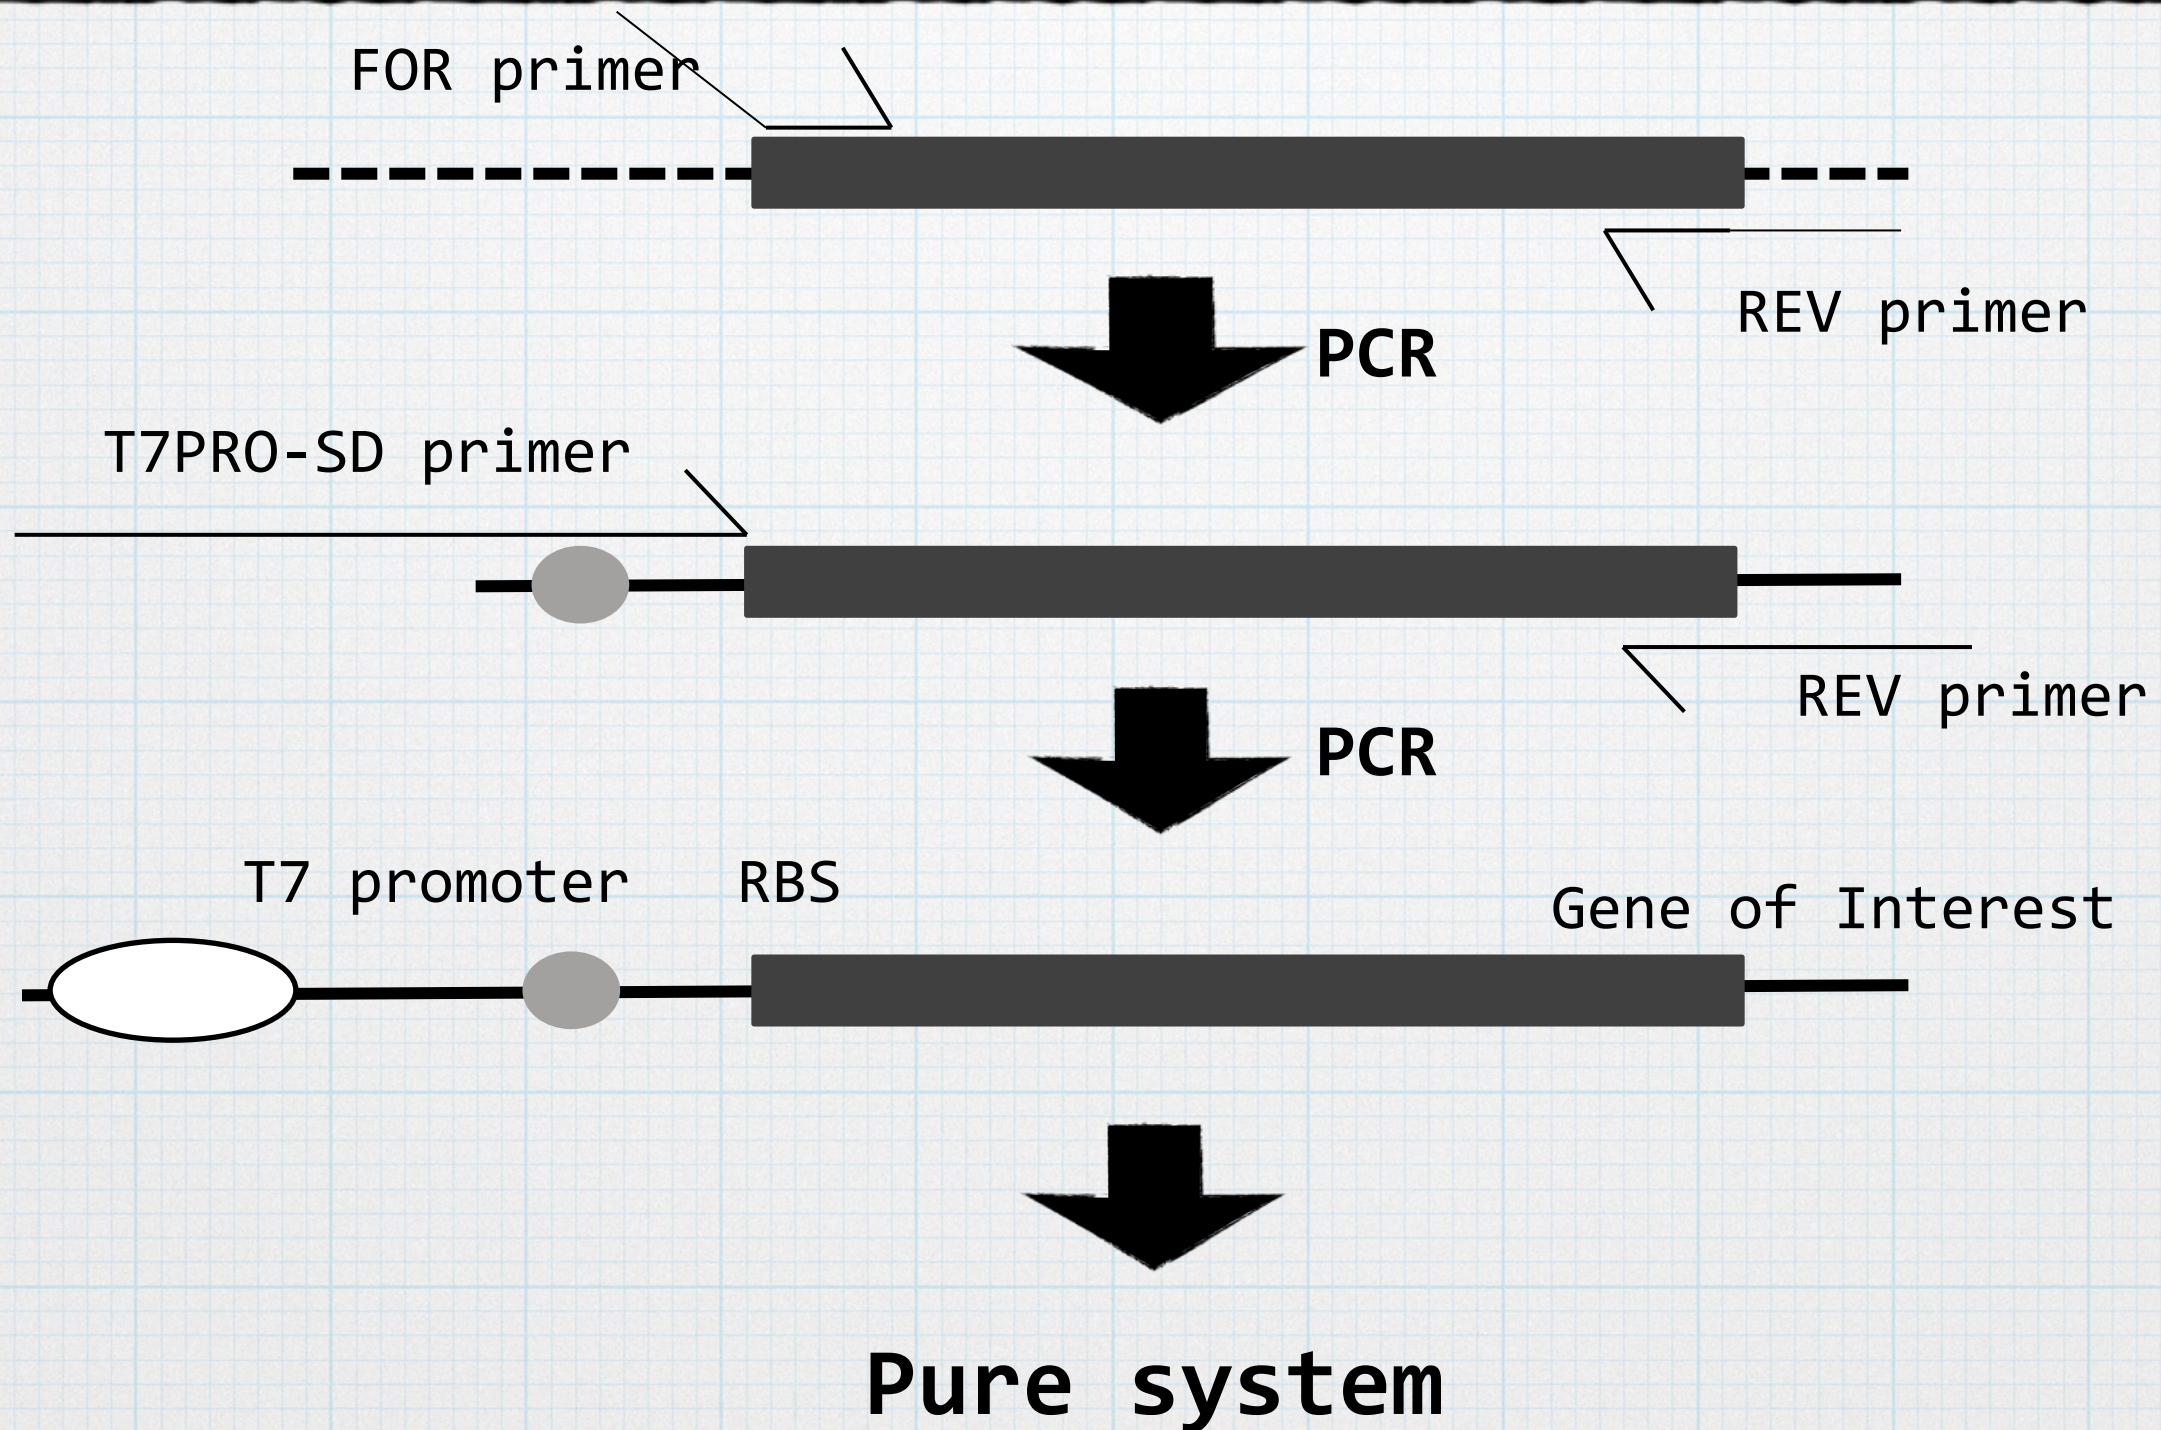 FOR primer
REV primer
PCR
T7PRO-SD primer
REV primer
PCR
T7 promoter RBS
Gene of Interest
Pure system